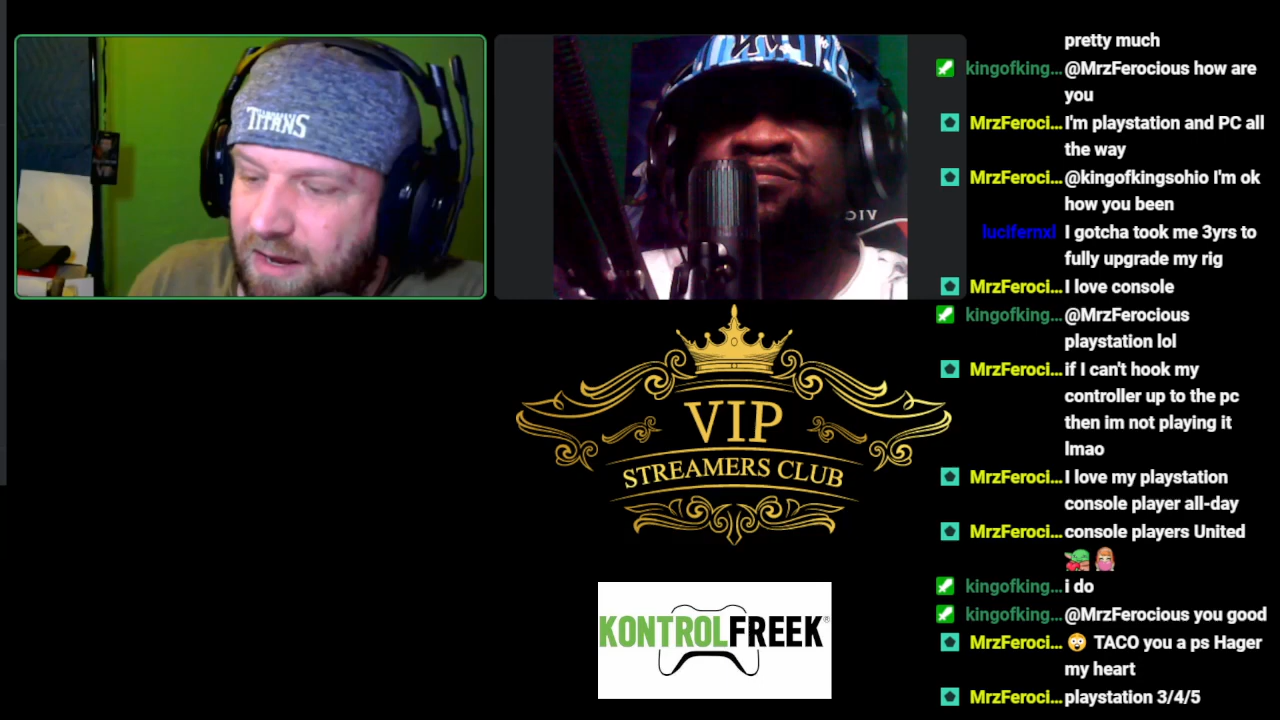 TITANS
DIV
VIP
STREAMERS CLUB
KONTROLFREEK®
pretty much
kingofking... @MrzFerocious how are
you
MrzFeroci... I'm playstation and PC all
the way
MrzFeroci... @kingofkingsohio I'm ok
how you been
lucifernxl I gotcha took me 3yrs to
fully upgrade my rig
MrzFeroci... I love console
kingofking... @MrzFerocious
playstation lol
MrzFeroci... if I can't hook my
controller up to the pc
then im not playing it
lmao
MrzFeroci... I love my playstation
console player all-day
MrzFeroci... console players United
kingofking... i do
kingofking... @MrzFerocious you good
MrzFeroci... TACO you a ps Hager
my heart
MrzFeroci... playstation 3/4/5